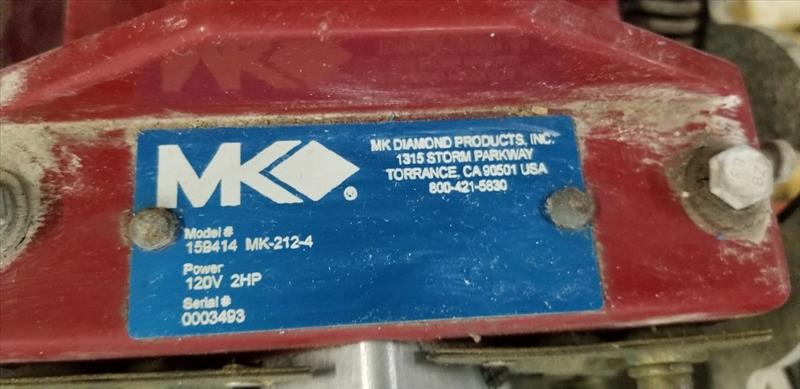 MK
MK DIAMOND PRODUCTS, INC.
1315 STORM PARKWAY
TORRANCE, CA 90501 USA
800-421-5830
®
Model #
159414 MK-212-4
Power
120V 2HP
Serial #
0003493